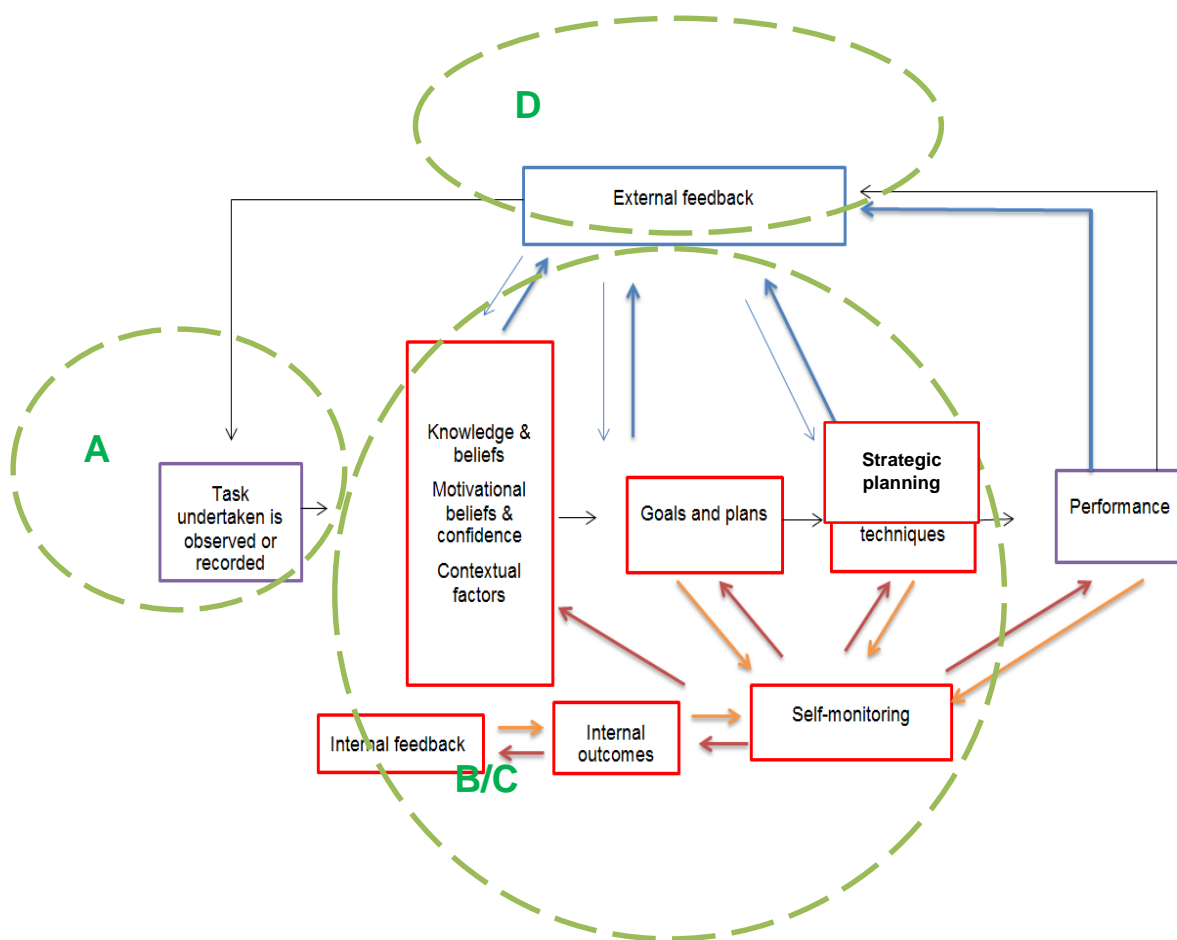 D
External feedback
A
Task
undertaken is
observed or
recorded
Knowledge &
beliefs
Motivational
beliefs &
confidence
Contextual
factors
Goals and plans
Strategic
planning
techniques
Performance
Internal feedback
Internal
outcomes
Self-monitoring
B/C